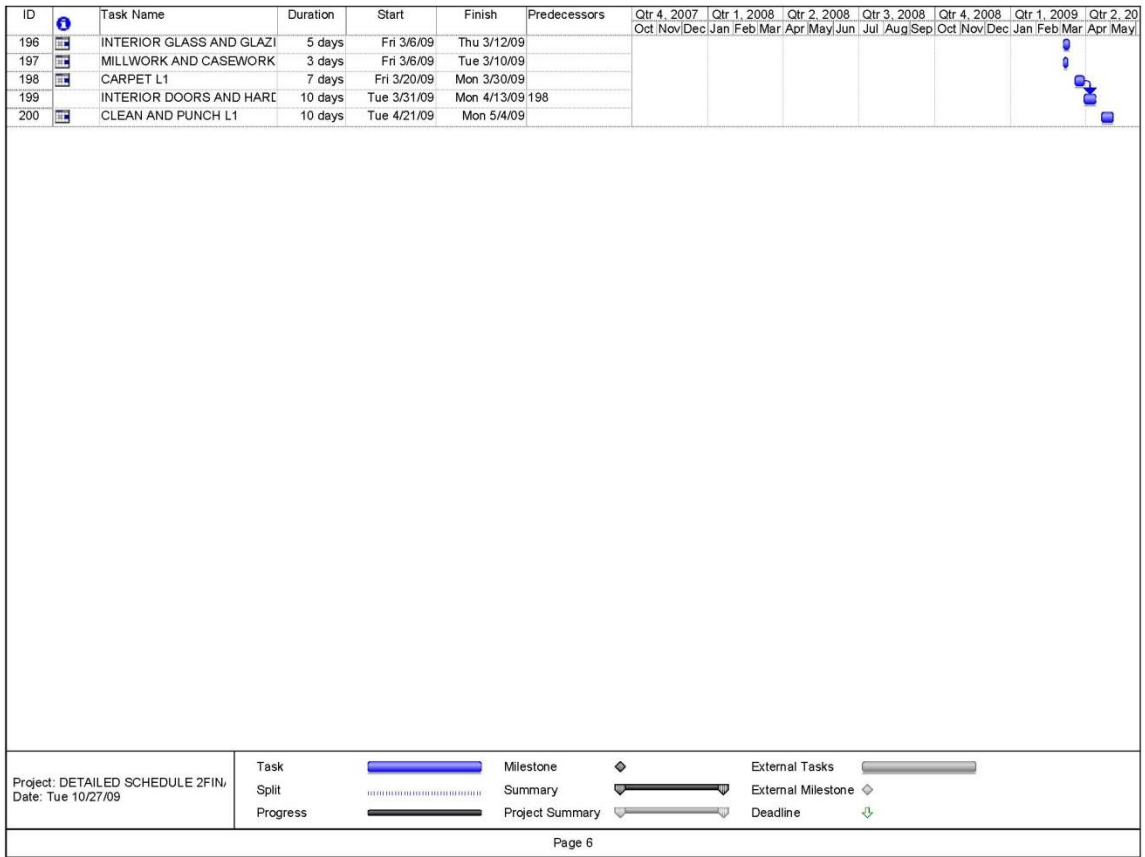 ID Task Name Duration Start Finish Predecessors Qtr 4, 2007 Qtr 1, 2008 Qtr 2, 2008 Qtr 3, 2008 Qtr 4, 2008 Qtr 1, 2009 Qtr 2, 20
Oct Nov Dec Jan Feb Mar Apr May Jun Jul Aug Sep Oct Nov Dec Jan Feb Mar Apr May
196 INTERIOR GLASS AND GLAZI 5 days Fri 3/6/09 Thu 3/12/09
197 MILLWORK AND CASEWORK 3 days Fri 3/6/09 Tue 3/10/09
198 CARPET L1 7 days Fri 3/20/09 Mon 3/30/09
199 INTERIOR DOORS AND HARD 10 days Tue 3/31/09 Mon 4/13/09 198
200 CLEAN AND PUNCH L1 10 days Tue 4/21/09 Mon 5/4/09
Project: DETAILED SCHEDULE 2FIN
Date: Tue 10/27/09
Task Milestone External Tasks
Split Summary External Milestone
Progress Project Summary Deadline
Page 6